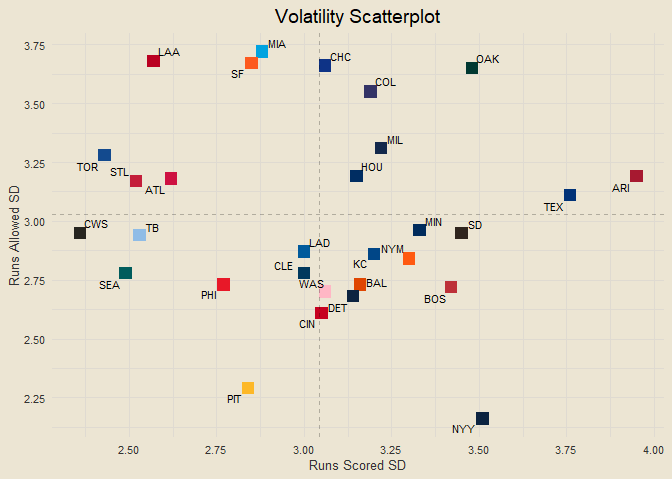 Volatility Scatterplot
3.75
3.50
3.25
3.00
2.75
2.50
2.25
Runs Allowed SD
LAA
MIA
SF
CHC
OAK
COL
MIL
TOR
STL
ATL
HOU
ARI
TEX
CWS
TB
MIN
SD
LAD
NYM
KC
CLE
SEA
PHI
WAS
BAL
BOS
DET
CIN
PIT
NYY
2.50
2.75
3.00
3.25
3.50
3.75
4.00
Runs Scored SD